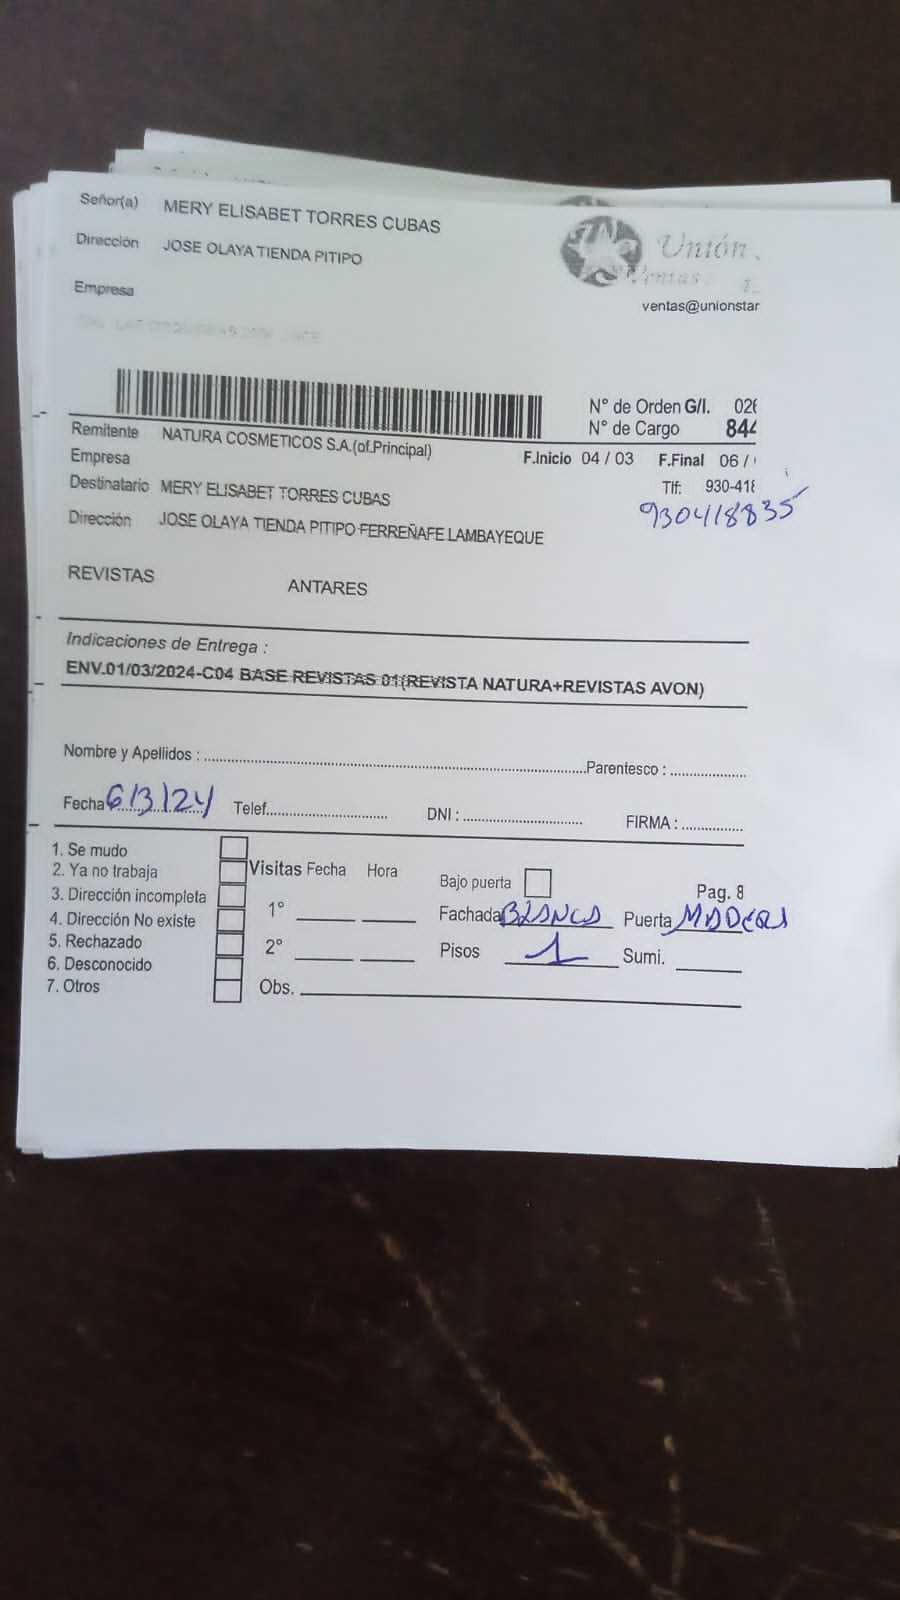 Señor(a) MERY ELISABET TORRES CUBAS
Dirección JOSE OLAYA TIENDA PITIPO
Empresa
Unión
Ventas
ventas@unionstar
N° de Orden G/I. 026
N° de Cargo 844
Remitente NATURA COSMETICOS S.A.(of.Principal)
Empresa F.Inicio 04 / 03 F.Final 06 /
Destinatario MERY ELISABET TORRES CUBAS Tlf: 930-418
930418835
Dirección JOSE OLAYA TIENDA PITIPO-FERREÑAFE LAMBAYEQUE
REVISTAS ANTARES
Indicaciones de Entrega :
ENV.01/03/2024-C04 BASE REVISTAS 01(REVISTA NATURA+REVISTAS AVON)
Nombre y Apellidos : Parentesco :
Fecha 6/3/24 Telef. DNI : FIRMA :
1. Se mudo
2. Ya no trabaja
3. Dirección incompleta
4. Dirección No existe
5. Rechazado
6. Desconocido
7. Otros
Visitas Fecha Hora
1°
2°
Obs.
Bajo puerta Pag. 8
Fachada BLANCA Puerta MADERA
Pisos 1 Sumi.